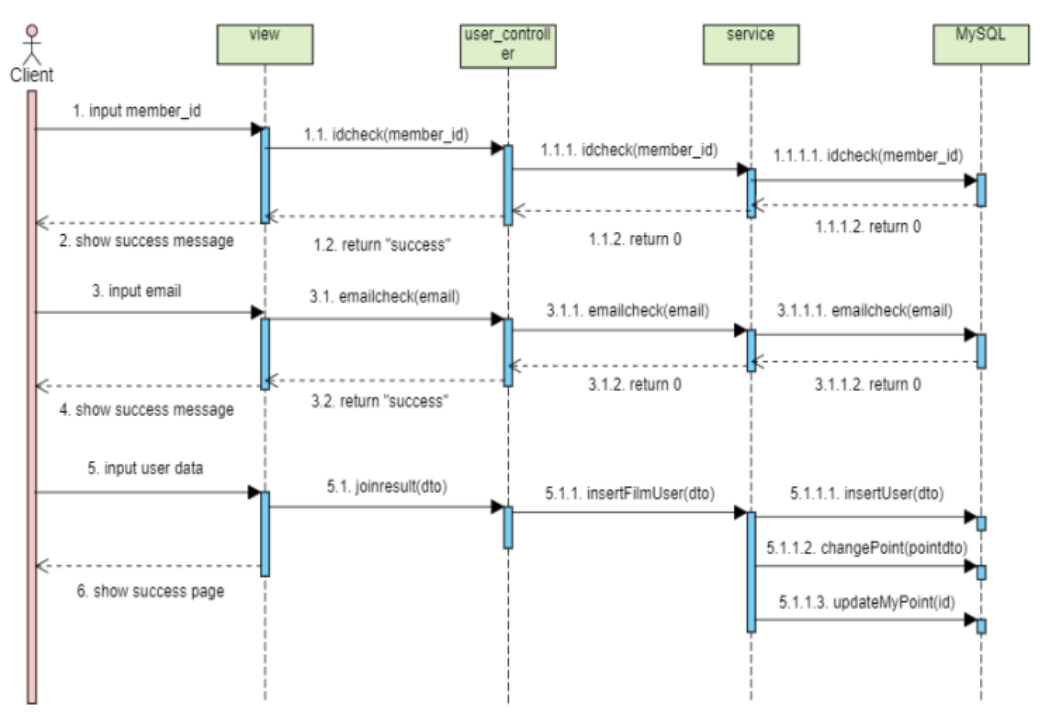 Client
view
user_controll
er
service
MySQL
1. input member_id
1.1. idcheck(member_id)
1.1.1. idcheck(member_id)
1.1.1.1. idcheck(member_id)
2. show success message
1.2. return "success"
1.1.2. return 0
1.1.1.2. return 0
3. input email
3.1. emailcheck(email)
3.1.1. emailcheck(email)
3.1.1.1. emailcheck(email)
4. show success message
3.2. return "success"
3.1.2. return 0
3.1.1.2. return 0
5. input user data
5.1. joinresult(dto)
5.1.1. insertFilmUser(dto)
5.1.1.1. insertUser(dto)
5.1.1.2. changePoint(pointdto)
6. show success page
5.1.1.3. updateMyPoint(id)